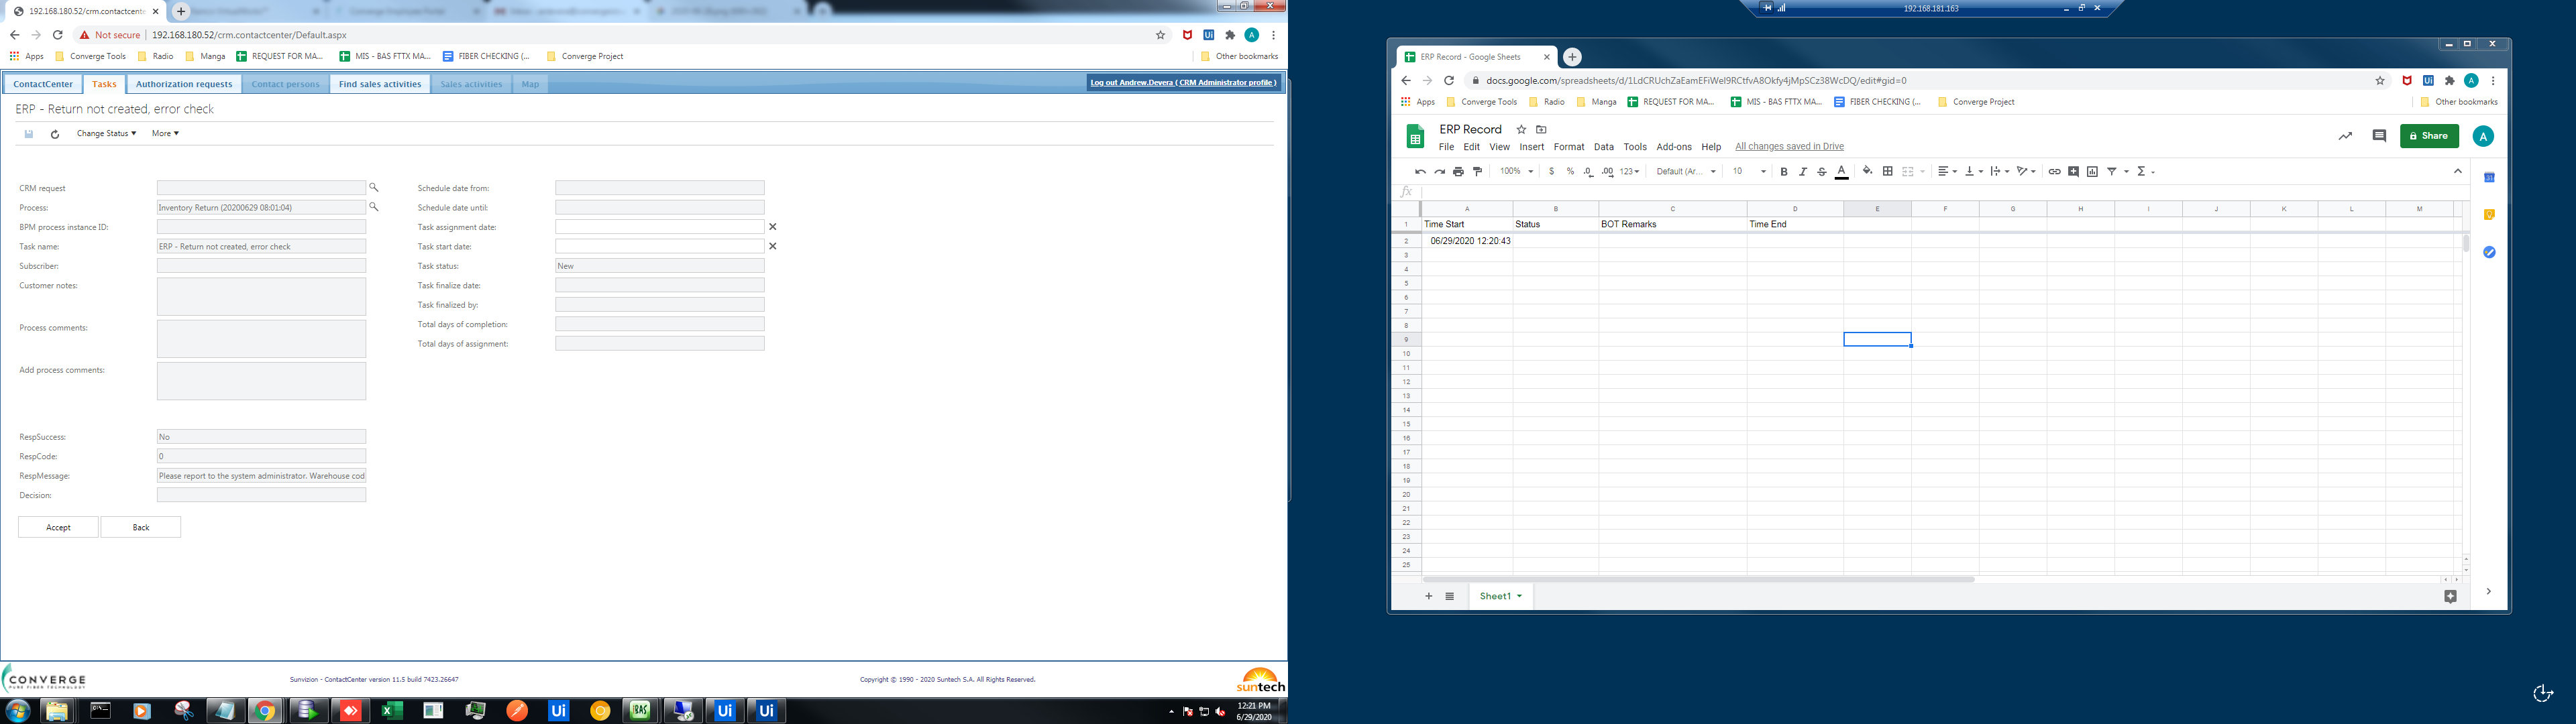 192.168.180.52/crm.contactcente
Not secure | 192.168.180.52/crm.contactcenter/Default.aspx
Apps Converge Tools Radio Manga REQUEST FOR MA... MIS - BAS FTTX MA... FIBER CHECKING (... Converge Project Other bookmarks
ContactCenter Tasks Authorization requests Contact persons Find sales activities Sales activities Map Log out Andrew.Devera ( CRM Administrator profile )
ERP - Return not created, error check
Change Status More
CRM request
Process: Inventory Return (20200629 08:01:04)
BPM process instance ID:
Task name: ERP - Return not created, error check
Subscriber:
Customer notes:
Process comments:
Add process comments:
RespSuccess: No
RespCode: 0
RespMessage: Please report to the system administrator. Warehouse cod
Decision:
Accept Back
Schedule date from:
Schedule date until:
Task assignment date:
Task start date:
Task status: New
Task finalize date:
Task finalized by:
Total days of completion:
Total days of assignment:
CONVERGE
PURE FIBER TECHNOLOGY
Sunvizion - ContactCenter version 11.5 build 7423.26647
Copyright © 1990 - 2020 Suntech S.A. All Rights Reserved.
suntech
Ui Ui Ui
IBAS
12:21 PM
6/29/2020
192.168.181.163
ERP Record - Google Sheets
docs.google.com/spreadsheets/d/1LdCRUchZaEamEFiWel9RCtfvA8Okfy4jMpSCz38WcDQ/edit#gid=0
Apps Converge Tools Radio Manga REQUEST FOR MA... MIS - BAS FTTX MA... FIBER CHECKING (... Converge Project Other bookmarks
ERP Record
File Edit View Insert Format Data Tools Add-ons Help All changes saved in Drive
Share
A
100% $ % .0 .00 123 Default (Ar... 10 B I S A
fx
A B C D E F G H I J K L M
1 Time Start Status BOT Remarks Time End
2 06/29/2020 12:20:43
3
4
5
6
7
8
9
10
11
12
13
14
15
16
17
18
19
20
21
22
23
24
25
Sheet1